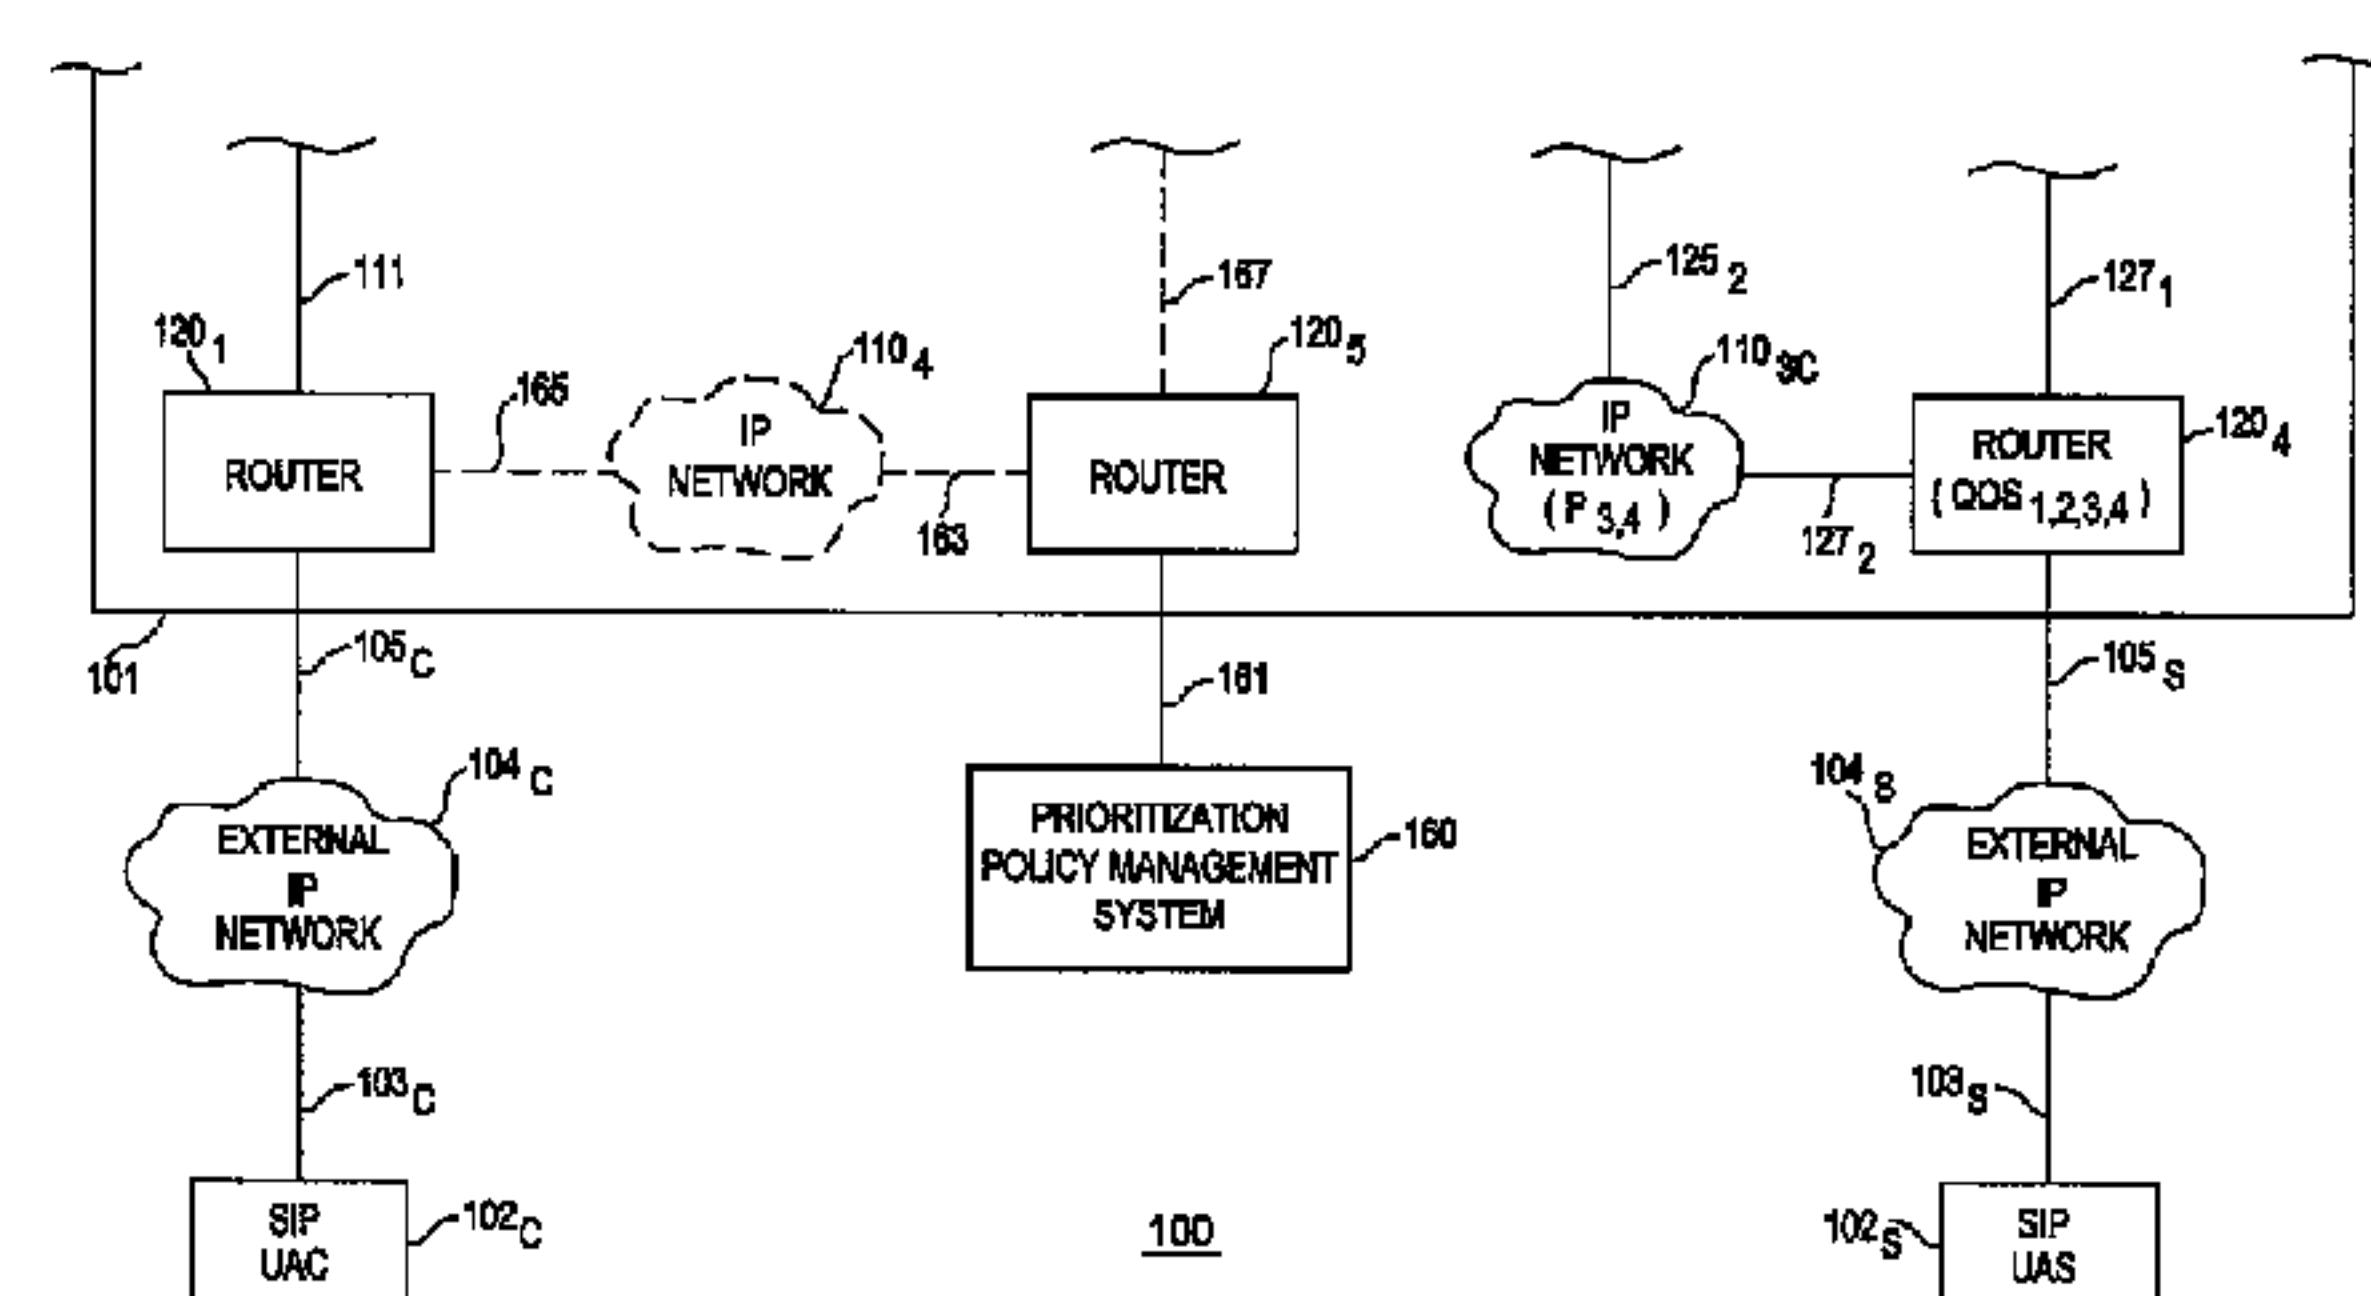 111
167
125 2
127 1
120 1
165
110 4
120 5
110 SC
120 4
ROUTER
IP
NETWORK
163
ROUTER
IP
NETWORK
( P 3,4 )
127 2
ROUTER
( QOS 1,2,3,4 )
101
105 C
161
105 S
104 C
EXTERNAL
IP
NETWORK
PRIORITIZATION
POLICY MANAGEMENT
SYSTEM
160
104 S
EXTERNAL
IP
NETWORK
103 C
103 S
SIP
UAC
102 C
100
102 S
SIP
UAS